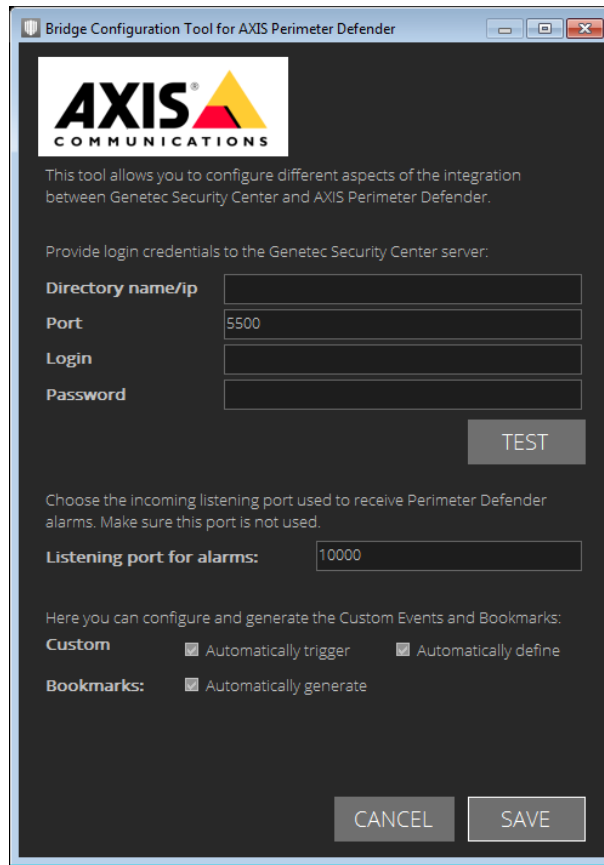 Bridge Configuration Tool for AXIS Perimeter Defender
AXIS
COMMUNICATIONS
This tool allows you to configure different aspects of the integration
between Genetec Security Center and AXIS Perimeter Defender.
Provide login credentials to the Genetec Security Center server:
Directory name/ip
Port 5500
Login
Password
TEST
Choose the incoming listening port used to receive Perimeter Defender
alarms. Make sure this port is not used.
Listening port for alarms: 10000
Here you can configure and generate the Custom Events and Bookmarks:
Custom Automatically trigger Automatically define
Bookmarks: Automatically generate
CANCEL SAVE